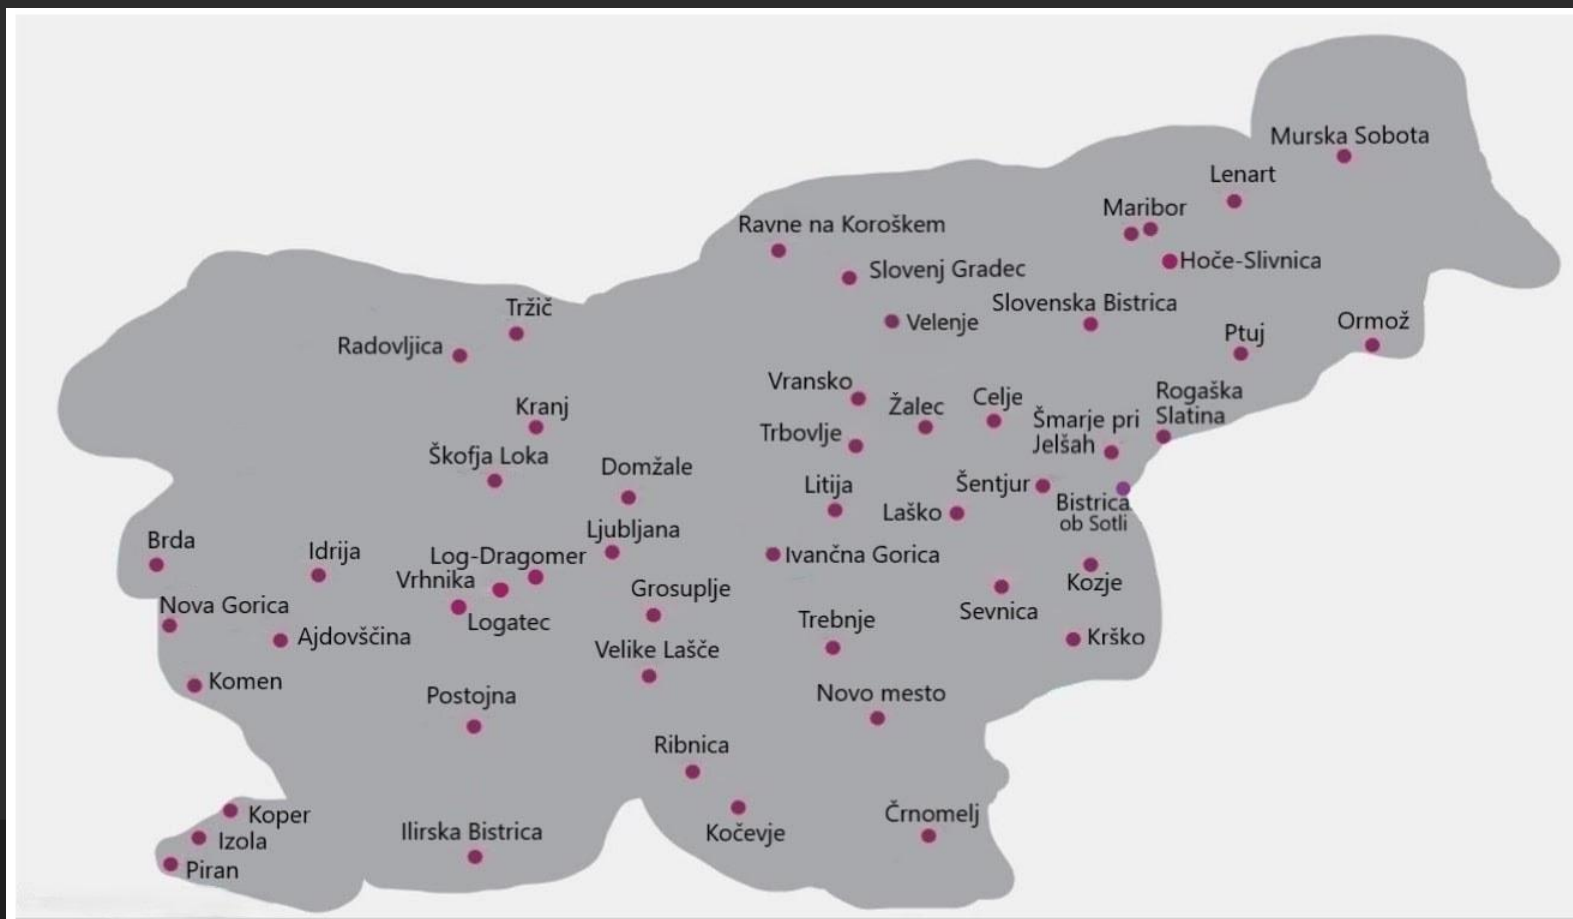 Murska Sobota
Lenart
Maribor
Ravne na Koroškem
Hoče-Slivnica
Slovenj Gradec
Slovenska Bistrica
Tržič
Velenje
Ormož
Ptuj
Radovljica
Vransko
Rogaška
Slatina
Celje
Kranj
Žalec
Šmarje pri
Jelšah
Trbovlje
Škofja Loka
Domžale
Litija
Šentjur
Bistrica
ob Sotli
Laško
Ljubljana
Brda
Idrija
Log-Dragomer
Ivančna Gorica
Vrhnika
Kozje
Grosuplje
Nova Gorica
Sevnica
Logatec
Trebnje
Ajdovščina
Krško
Velike Lašče
Komen
Postojna
Novo mesto
Ribnica
Koper
Črnomelj
Ilirska Bistrica
Kočevje
Izola
Piran